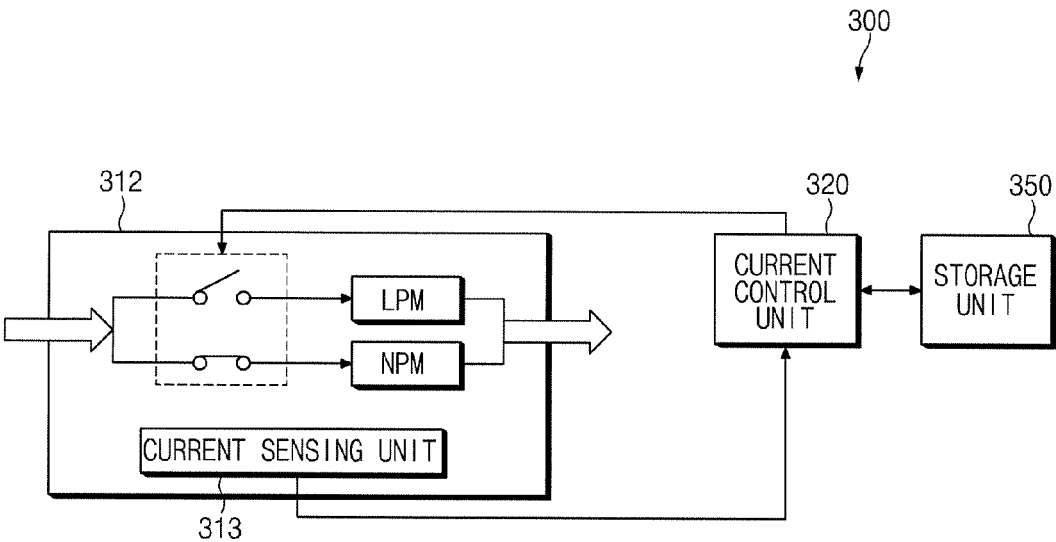 300
312
320
350
LPM
NPM
CURRENT
CONTROL
UNIT
STORAGE
UNIT
CURRENT SENSING UNIT
313